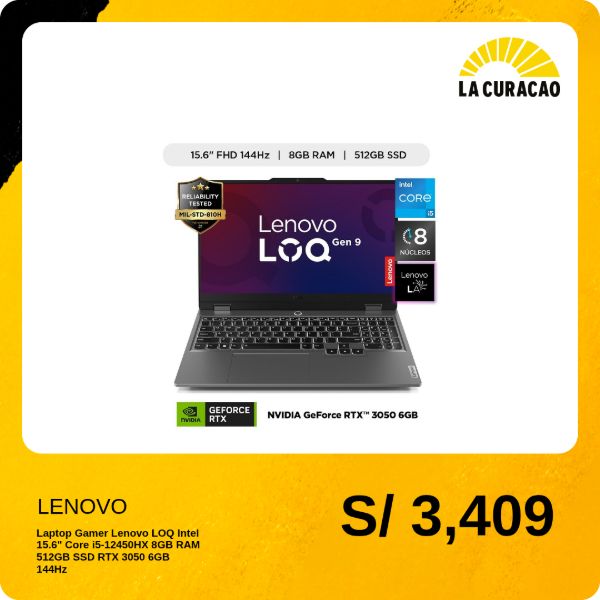 LA CURACAO
15.6" FHD 144Hz | 8GB RAM | 512GB SSD
RELIABILITY
TESTED
MIL-STD-810H
intel
CORE
i5
8
NÚCLEOS
Lenovo
Lenovo
LA
Lenovo
LOQ Gen 9
Lenovo
NVIDIA
GEFORCE
RTX
NVIDIA GeForce RTX™ 3050 6GB
LENOVO
S/ 3,409
Laptop Gamer Lenovo LOQ Intel
15.6" Core i5-12450HX 8GB RAM
512GB SSD RTX 3050 6GB
144Hz